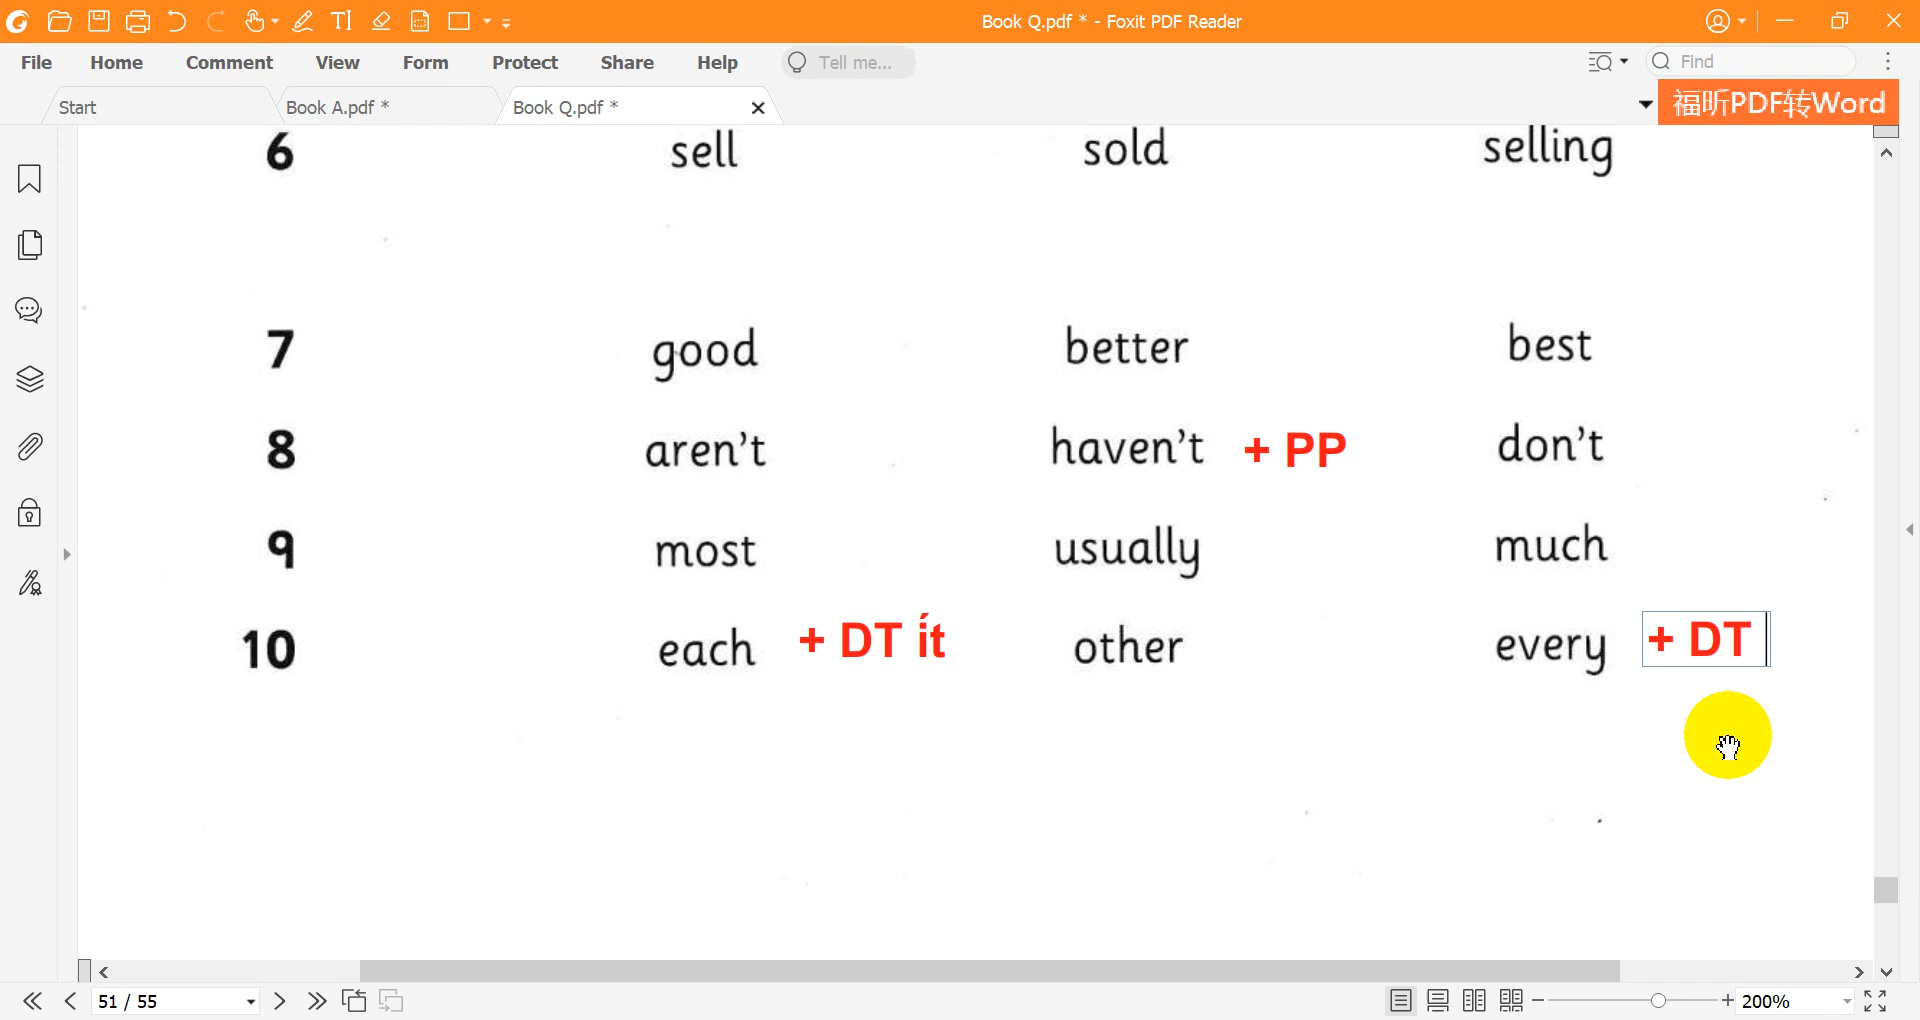 Book Q.pdf * - Foxit PDF Reader
File Home Comment View Form Protect Share Help Tell me... Find
Start Book A.pdf * Book Q.pdf * 福昕PDF转Word
6 sell sold selling
7 good better best
8 aren't haven't + PP don't
9 most usually much
10 each + DT ít other every + DT
51 / 55 200%